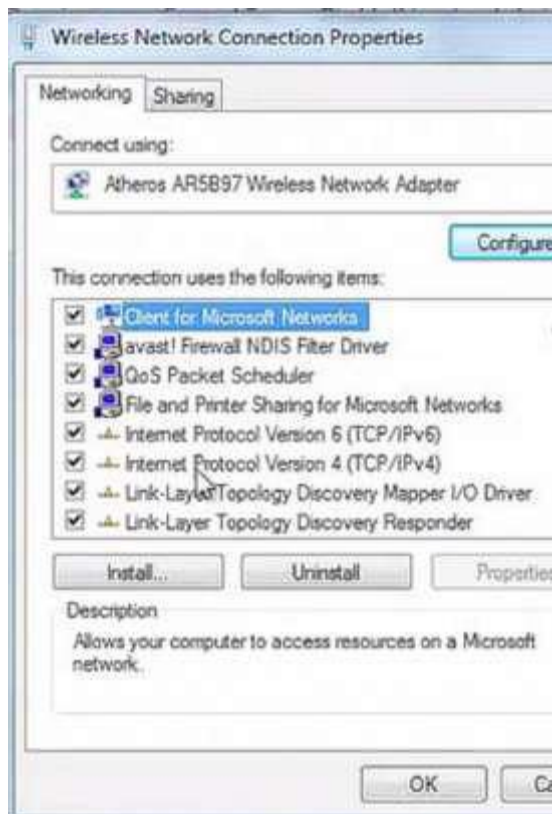 Wireless Network Connection Properties
Networking Sharing
Connect using:
Atheros AR5B97 Wireless Network Adapter
Configure
This connection uses the following items:
Client for Microsoft Networks
avast! Firewall NDIS Filter Driver
QoS Packet Scheduler
File and Printer Sharing for Microsoft Networks
Internet Protocol Version 6 (TCP/IPv6)
Internet Protocol Version 4 (TCP/IPv4)
Link-Layer Topology Discovery Mapper I/O Driver
Link-Layer Topology Discovery Responder
Install... Uninstall Properties
Description
Allows your computer to access resources on a Microsoft
network.
OK Ca